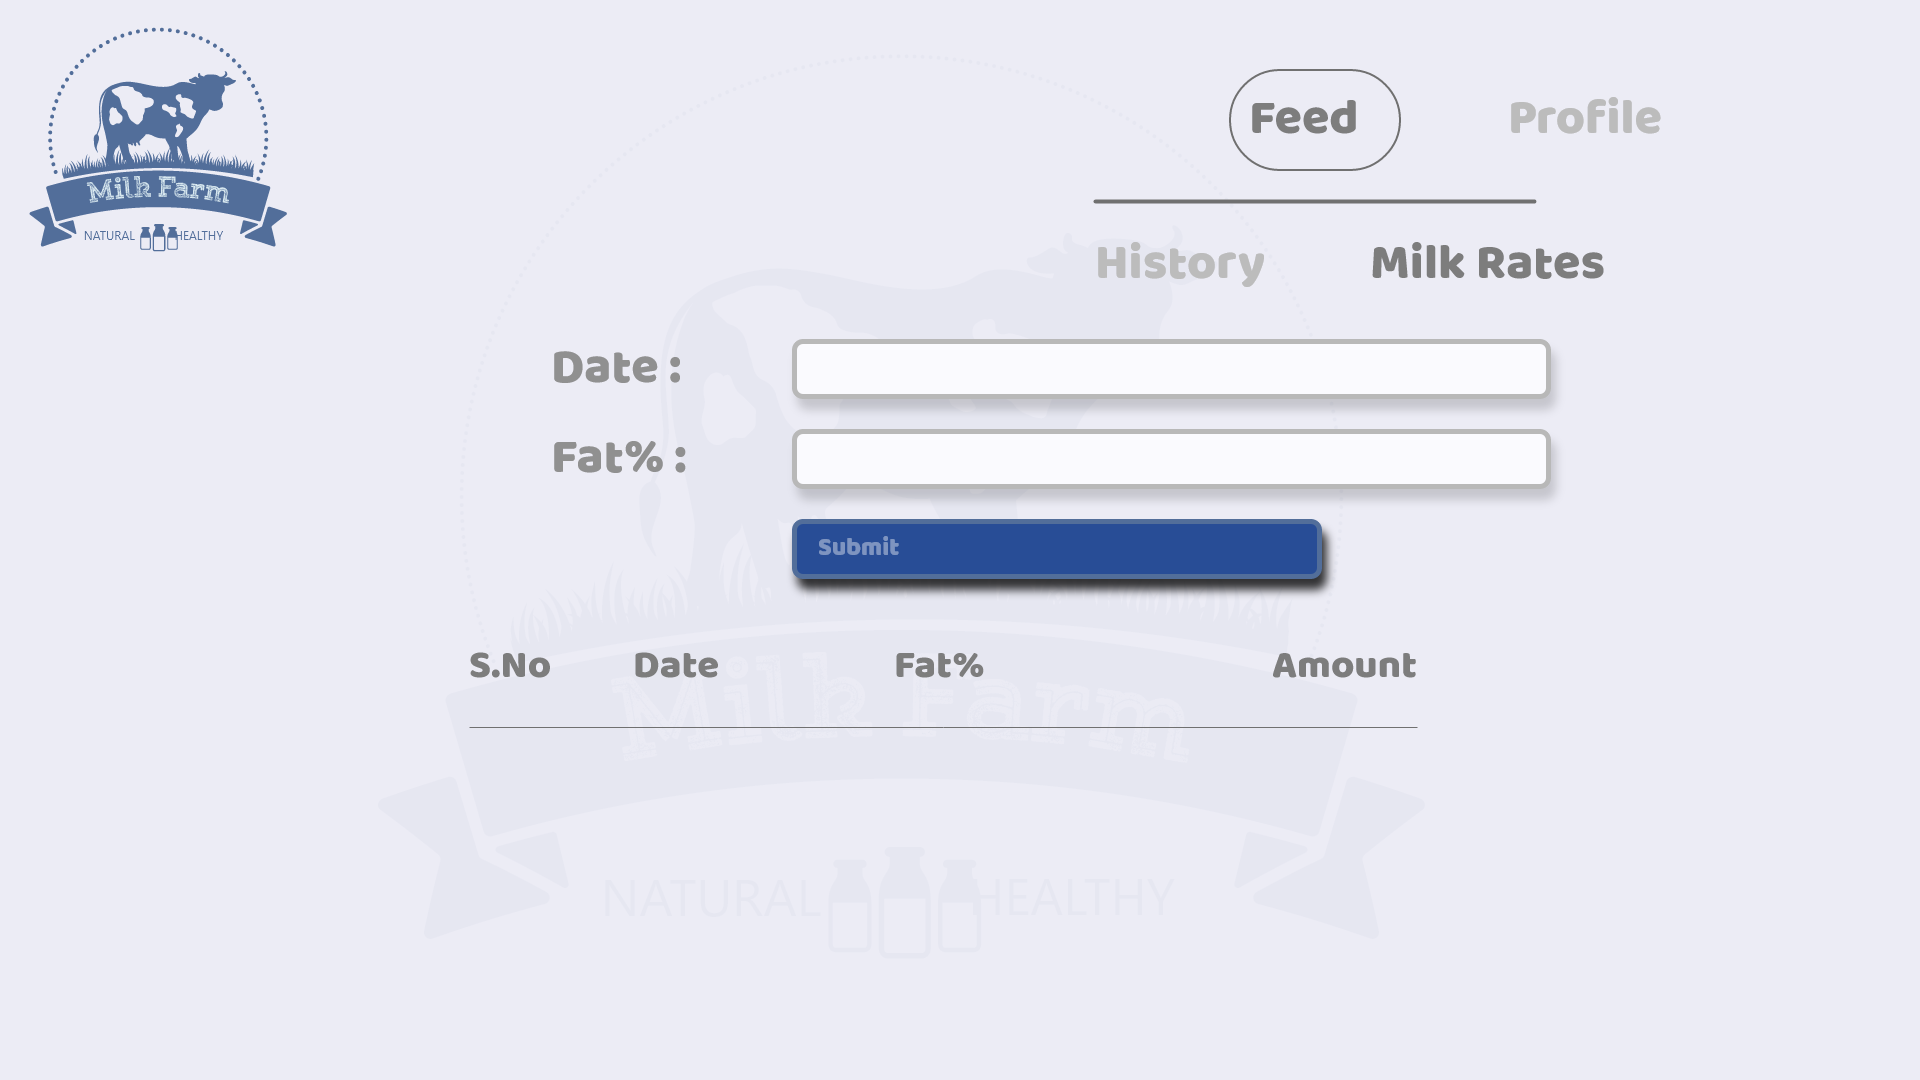 Milk Farm
NATURAL HEALTHY
Feed Profile
History Milk Rates
Date :
Fat% :
Submit
S.No Date Fat% Amount
Milk Farm
NATURAL HEALTHY